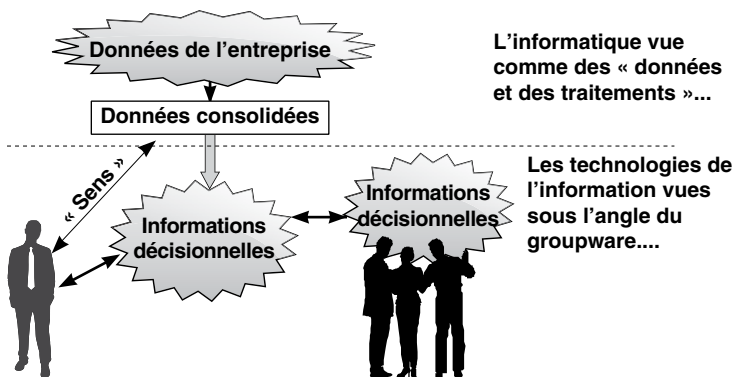 Données de l'entreprise
L'informatique vue
comme des « données
et des traitements »...
Données consolidées
« Sens »
Informations
décisionnelles
Informations
décisionnelles
Les technologies de
l'information vues
sous l'angle du
groupware....